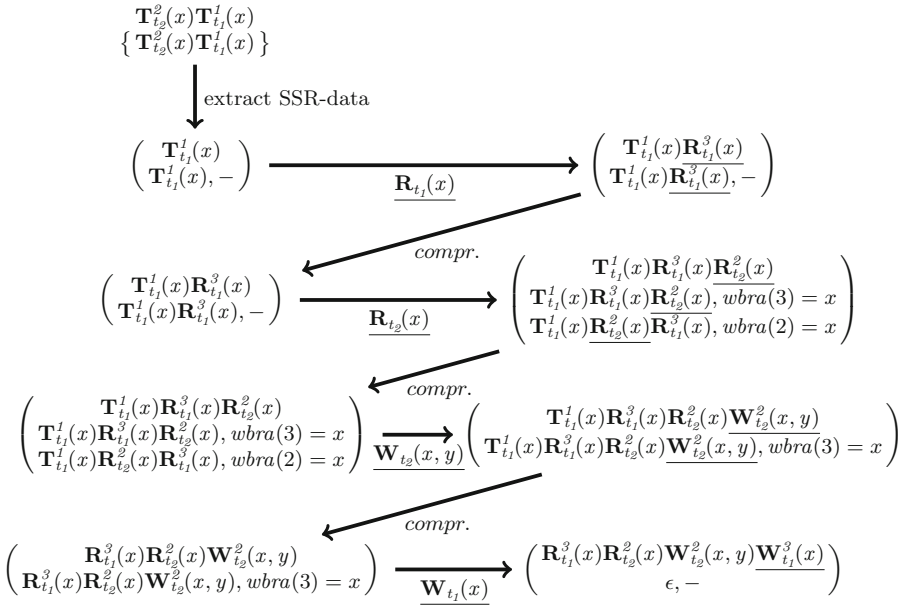 𝐓²_{t₂}(x)𝐓¹_{t₁}(x)
{ 𝐓²_{t₂}(x)𝐓¹_{t₁}(x) }
extract SSR-data
𝐓¹_{t₁}(x)
𝐓¹_{t₁}(x), −
𝐑_{t₁}(x)
𝐓¹_{t₁}(x)𝐑³_{t₁}(x)
𝐓¹_{t₁}(x)𝐑³_{t₁}(x), −
compr.
𝐓¹_{t₁}(x)𝐑³_{t₁}(x)
𝐓¹_{t₁}(x)𝐑³_{t₁}(x), −
𝐑_{t₂}(x)
𝐓¹_{t₁}(x)𝐑³_{t₁}(x)𝐑²_{t₂}(x)
𝐓¹_{t₁}(x)𝐑³_{t₁}(x)𝐑²_{t₂}(x), wbra(3) = x
𝐓¹_{t₁}(x)𝐑²_{t₂}(x)𝐑³_{t₁}(x), wbra(2) = x
compr.
𝐓¹_{t₁}(x)𝐑³_{t₁}(x)𝐑²_{t₂}(x)
𝐓¹_{t₁}(x)𝐑³_{t₁}(x)𝐑²_{t₂}(x), wbra(3) = x
𝐓¹_{t₁}(x)𝐑²_{t₂}(x)𝐑³_{t₁}(x), wbra(2) = x
𝐖_{t₂}(x, y)
𝐓¹_{t₁}(x)𝐑³_{t₁}(x)𝐑²_{t₂}(x)𝐖²_{t₂}(x, y)
𝐓¹_{t₁}(x)𝐑³_{t₁}(x)𝐑²_{t₂}(x)𝐖²_{t₂}(x, y), wbra(3) = x
compr.
𝐑³_{t₁}(x)𝐑²_{t₂}(x)𝐖²_{t₂}(x, y)
𝐑³_{t₁}(x)𝐑²_{t₂}(x)𝐖²_{t₂}(x, y), wbra(3) = x
𝐖_{t₁}(x)
𝐑³_{t₁}(x)𝐑²_{t₂}(x)𝐖²_{t₂}(x, y)𝐖³_{t₁}(x)
ϵ, −